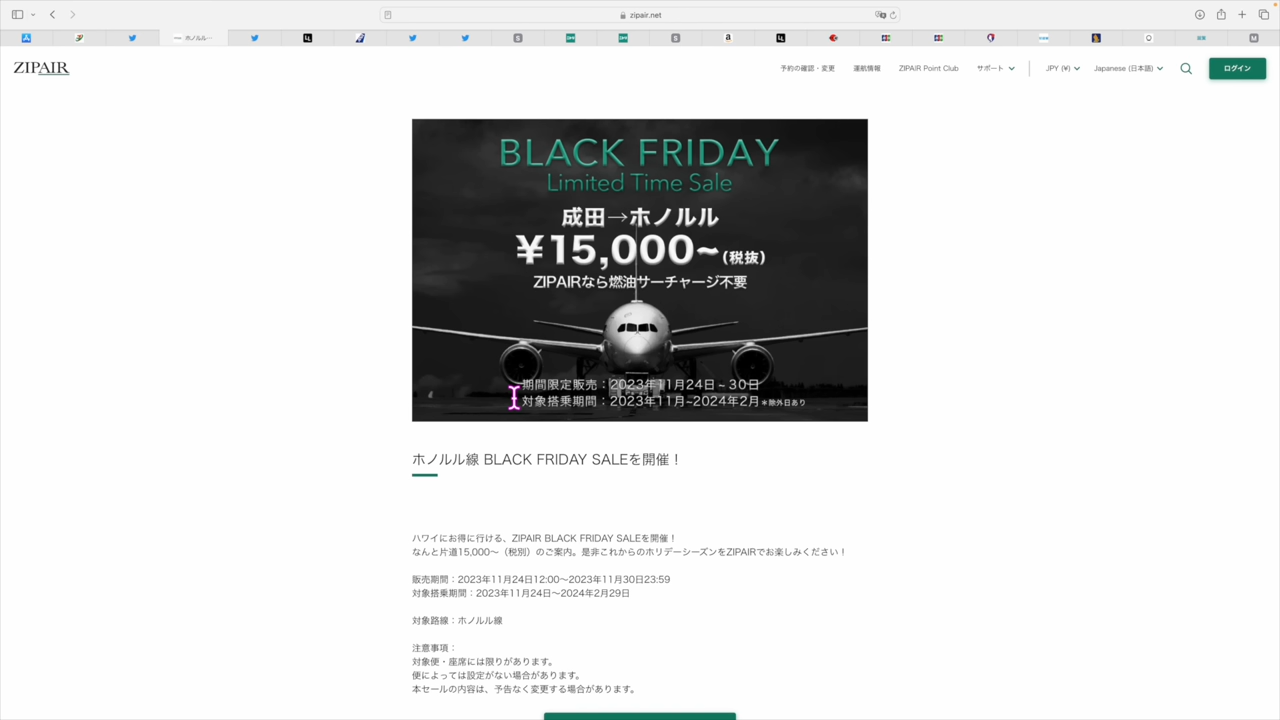 zipair.net
ホノルル…
ZIPAIR
予約の確認・変更
運航情報
ZIPAIR Point Club
サポート
JPY (¥)
Japanese (日本語)
ログイン
BLACK FRIDAY
Limited Time Sale
成田→ホノルル
¥15,000~(税抜)
ZIPAIRなら燃油サーチャージ不要
期間限定販売：2023年11月24日~30日
対象搭乗期間：2023年11月~2024年2月 *除外日あり
ホノルル線 BLACK FRIDAY SALEを開催！
ハワイにお得に行ける、ZIPAIR BLACK FRIDAY SALEを開催！
なんと片道15,000〜（税別）のご案内。是非これからのホリデーシーズンをZIPAIRでお楽しみください！
販売期間：2023年11月24日12:00〜2023年11月30日23:59
対象搭乗期間：2023年11月24日〜2024年2月29日
対象路線：ホノルル線
注意事項：
対象便・座席には限りがあります。
便によっては設定がない場合があります。
本セールの内容は、予告なく変更する場合があります。